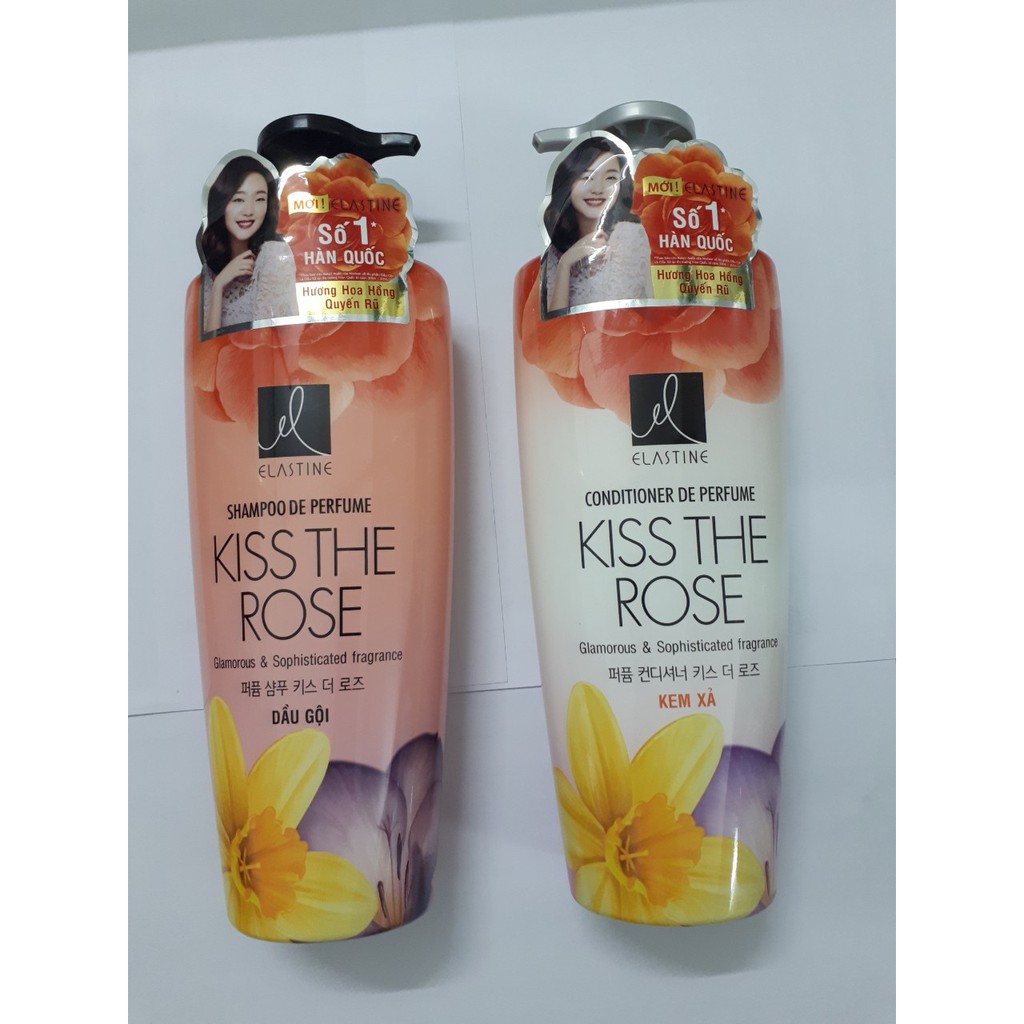 MỚI! ELASTINE
Số 1*
HÀN QUỐC
Hương Hoa Hồng
Quyến Rũ
el
ELASTINE
SHAMPOO DE PERFUME
KISS THE
ROSE
Glamorous & Sophisticated fragrance
퍼퓸 샴푸 키스 더 로즈
DẦU GỘI
MỚI! ELASTINE
Số 1*
HÀN QUỐC
Hương Hoa Hồng
Quyến Rũ
el
ELASTINE
CONDITIONER DE PERFUME
KISS THE
ROSE
Glamorous & Sophisticated fragrance
퍼퓸 컨디셔너 키스 더 로즈
KEM XẢ